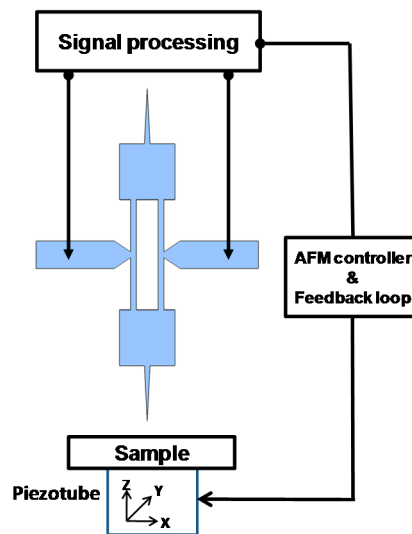 Signal processing
AFM controller
&
Feedback loop
Sample
Piezotube
Z
Y
X